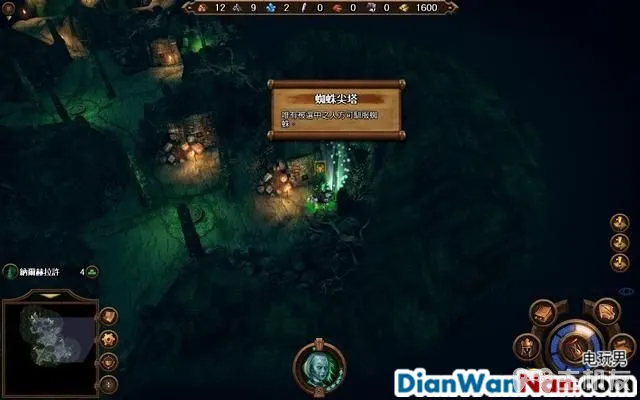 12 9 2 0 0 0 1600
蜘蛛尖塔
唯有被選中之人方可馴服蜘
蛛。
納爾赫拉許 4
电玩男
DianWanNan.com